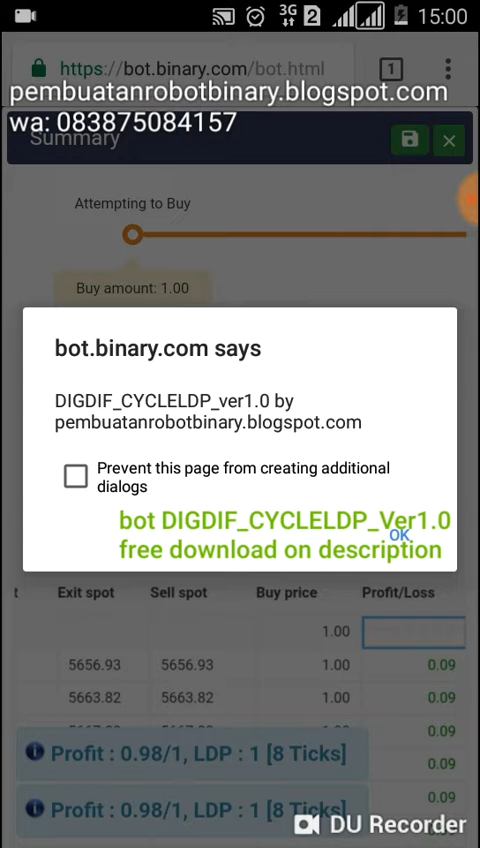 3G
2
15:00
https://bot.binary.com/bot.html
1
pembuatanrobotbinary.blogspot.com
wa: 083875084157
Summary
Attempting to Buy
Buy amount: 1.00
bot.binary.com says
DIGDIF_CYCLELDP_ver1.0 by
pembuatanrobotbinary.blogspot.com
Prevent this page from creating additional
dialogs
bot DIGDIF_CYCLELDP_Ver1.0
OK
free download on description
t Exit spot Sell spot Buy price Profit/Loss
1.00
5656.93 5656.93 1.00 0.09
5663.82 5663.82 1.00 0.09
0.09
Profit : 0.98/1, LDP : 1 [8 Ticks]
0.09
0.09
Profit : 0.98/1, LDP : 1 [8 Ticks]
DU Recorder